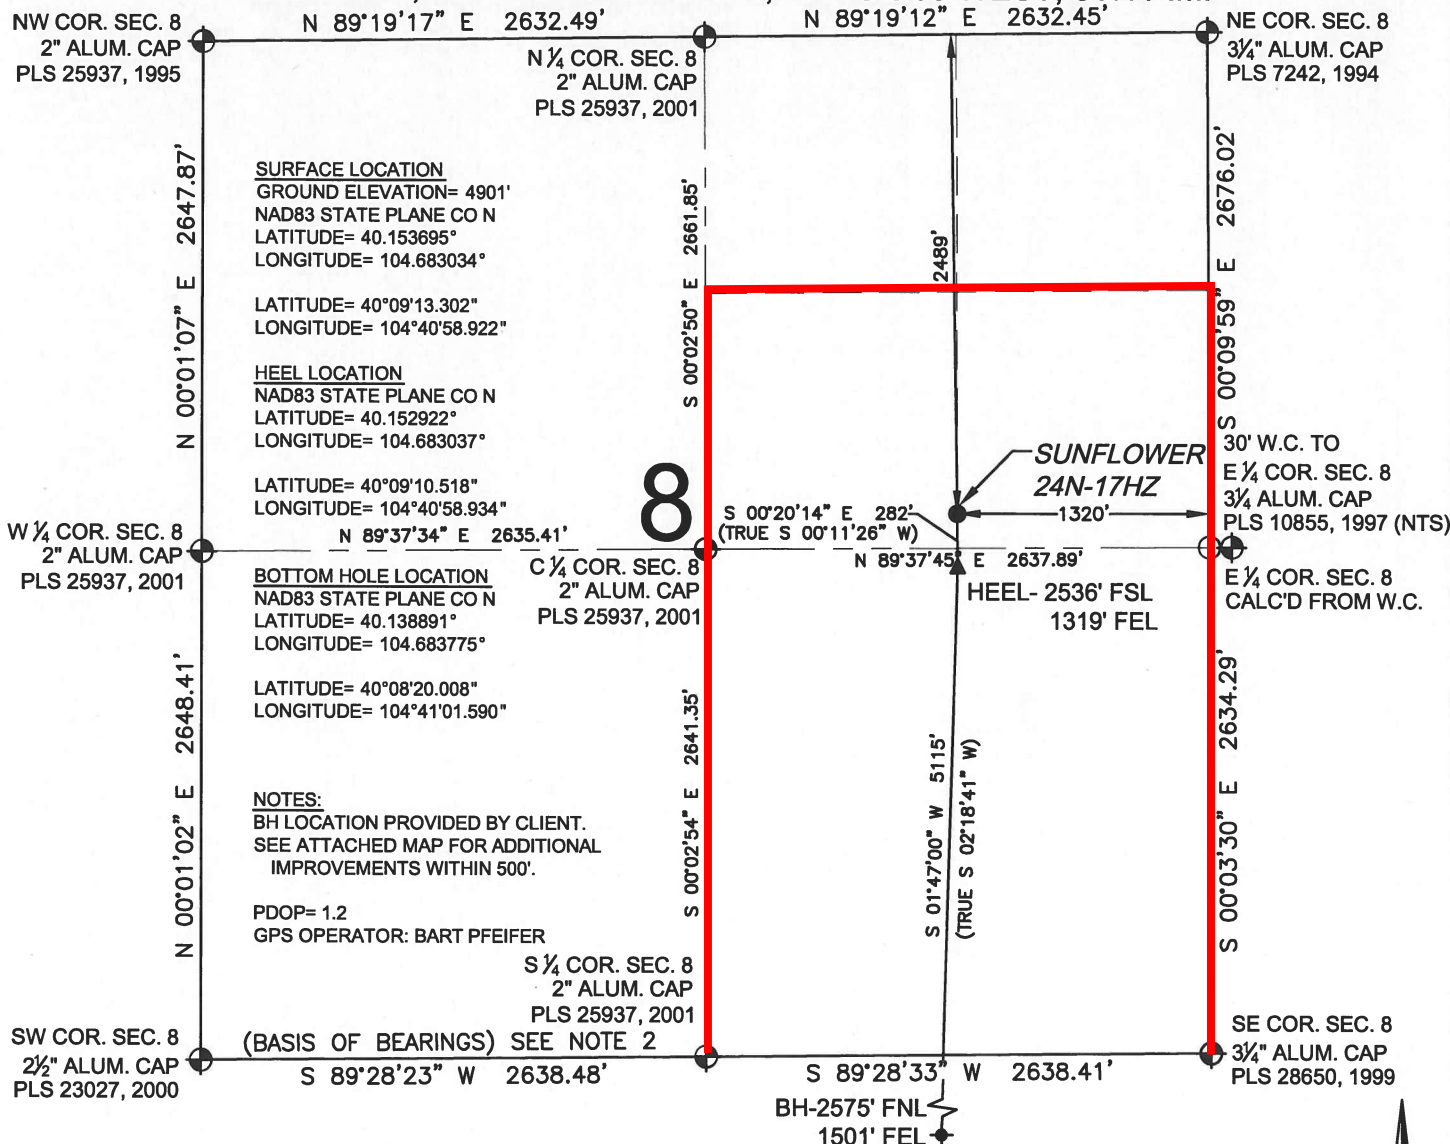 NW COR. SEC. 8
2" ALUM. CAP
PLS 25937, 1995
N 89°19'17" E 2632.49'
N 1/4 COR. SEC. 8
2" ALUM. CAP
PLS 25937, 2001
N 89°19'12" E 2632.45'
NE COR. SEC. 8
3 1/4" ALUM. CAP
PLS 7242, 1994
N 00°01'07" E 2647.87'
SURFACE LOCATION
GROUND ELEVATION= 4901'
NAD83 STATE PLANE CO N
LATITUDE= 40.153695°
LONGITUDE= 104.683034°
LATITUDE= 40°09'13.302"
LONGITUDE= 104°40'58.922"
HEEL LOCATION
NAD83 STATE PLANE CO N
LATITUDE= 40.152922°
LONGITUDE= 104.683037°
LATITUDE= 40°09'10.518"
LONGITUDE= 104°40'58.934"
S 00°02'50" E 2661.85'
2489'
S 00°09'59" E 2676.02'
8
SUNFLOWER
24N-17HZ
1320'
S 00°20'14" E 282'
(TRUE S 00°11'26" W)
30' W.C. TO
E 1/4 COR. SEC. 8
3 1/4 ALUM. CAP
PLS 10855, 1997 (NTS)
W 1/4 COR. SEC. 8
2" ALUM. CAP
PLS 25937, 2001
N 89°37'34" E 2635.41'
N 89°37'45" E 2637.89'
C 1/4 COR. SEC. 8
2" ALUM. CAP
PLS 25937, 2001
HEEL- 2536' FSL
1319' FEL
E 1/4 COR. SEC. 8
CALC'D FROM W.C.
BOTTOM HOLE LOCATION
NAD83 STATE PLANE CO N
LATITUDE= 40.138891°
LONGITUDE= 104.683775°
LATITUDE= 40°08'20.008"
LONGITUDE= 104°41'01.590"
N 00°01'02" E 2648.41'
S 00°02'54" E 2641.35'
S 01°47'00" W 5115'
(TRUE S 02°18'41" W)
S 00°03'30" E 2634.29'
NOTES:
BH LOCATION PROVIDED BY CLIENT.
SEE ATTACHED MAP FOR ADDITIONAL
IMPROVEMENTS WITHIN 500'.
PDOP= 1.2
GPS OPERATOR: BART PFEIFER
S 1/4 COR. SEC. 8
2" ALUM. CAP
PLS 25937, 2001
SW COR. SEC. 8
2 1/2" ALUM. CAP
PLS 23027, 2000
(BASIS OF BEARINGS) SEE NOTE 2
S 89°28'23" W 2638.48'
S 89°28'33" W 2638.41'
SE COR. SEC. 8
3 1/4" ALUM. CAP
PLS 28650, 1999
BH-2575' FNL
1501' FEL